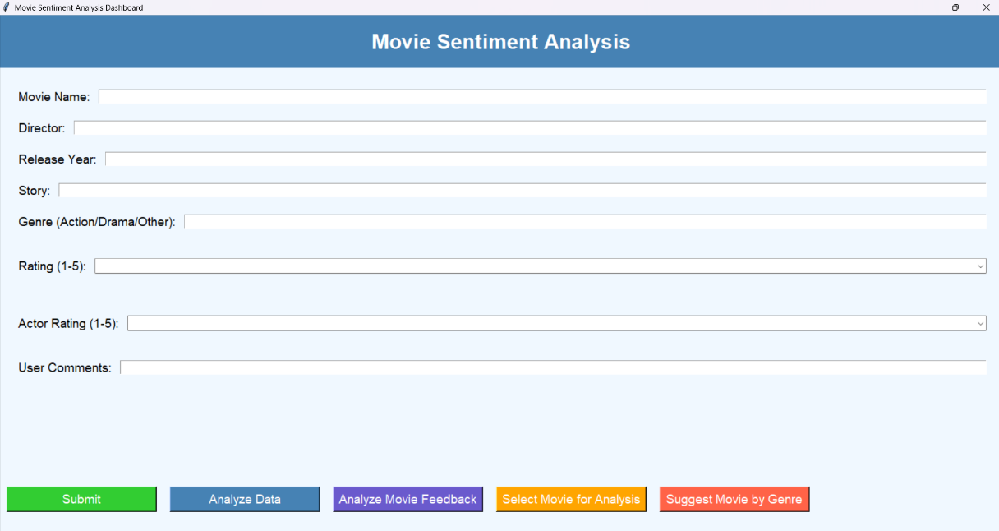 Movie Sentiment Analysis Dashboard
Movie Sentiment Analysis
Movie Name:
Director:
Release Year:
Story:
Genre (Action/Drama/Other):
Rating (1-5):
Actor Rating (1-5):
User Comments:
Submit Analyze Data Analyze Movie Feedback Select Movie for Analysis Suggest Movie by Genre